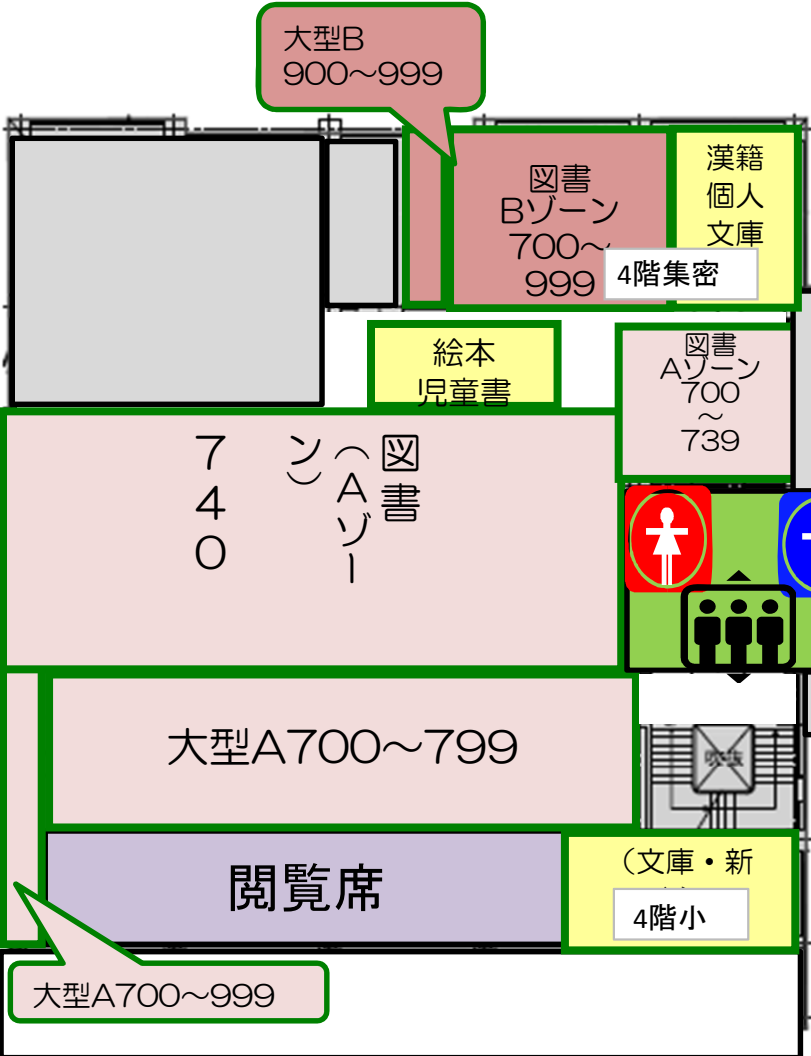 大型B
900～999
図書
Bゾーン
700～
999
漢籍
個人
文庫
4階集密
絵本
児童書
図書
Aゾーン
700
～
739
図書
（Aゾー
ン）
740
大型A700～799
吹抜
閲覧席
（文庫・新
4階小
大型A700～999